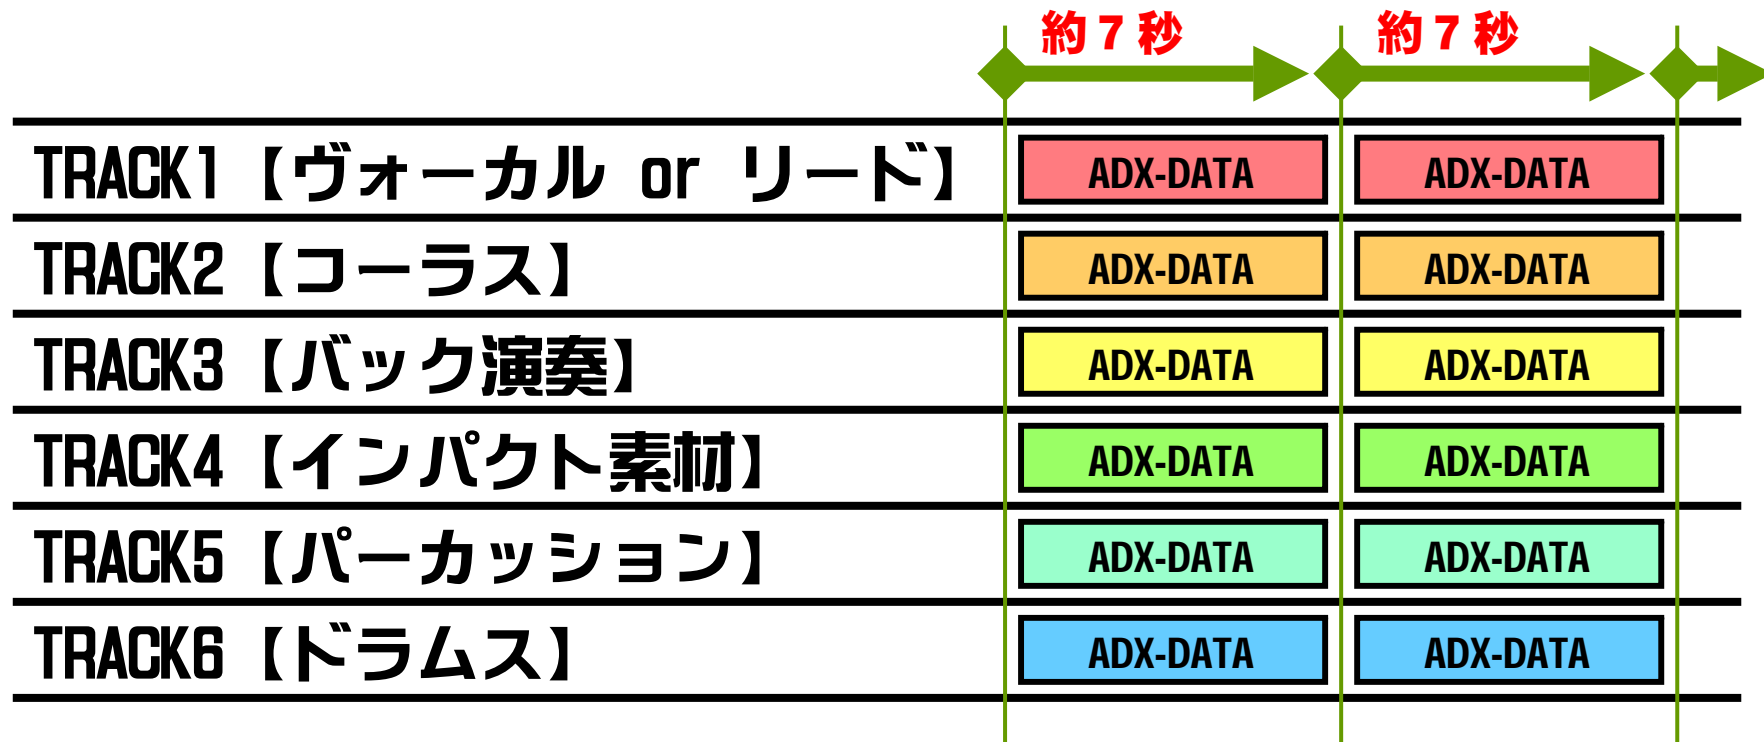 約7秒 約7秒
TRACK1【ヴォーカル or リード】 ADX-DATA ADX-DATA
TRACK2【コーラス】 ADX-DATA ADX-DATA
TRACK3【バック演奏】 ADX-DATA ADX-DATA
TRACK4【インパクト素材】 ADX-DATA ADX-DATA
TRACK5【パーカッション】 ADX-DATA ADX-DATA
TRACK6【ドラムス】 ADX-DATA ADX-DATA